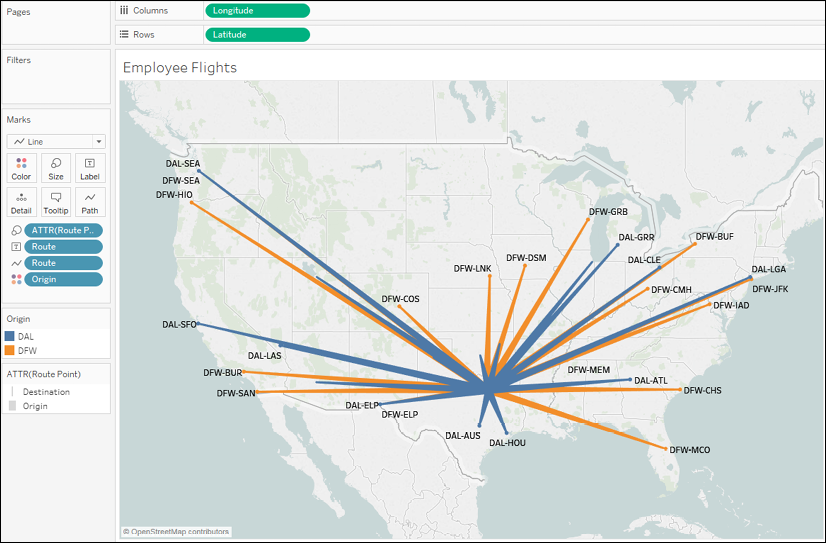 Pages
Columns
Longitude
Rows
Latitude
Filters
Employee Flights
Marks
Line
Color
Size
Label
Detail
Tooltip
Path
ATTR(Route P..
Route
Route
Origin
Origin
DAL
DFW
ATTR(Route Point)
Destination
Origin
DAL-SEA
DFW-SEA
DFW-HIO
DFW-GRB
DAL-GRR
DFW-BUF
DAL-CLE
DFW-DSM
DFW-LNK
DAL-LGA
DFW-JFK
DFW-CMH
DFW-COS
DFW-IAD
DAL-SFO
DAL-LAS
DFW-BUR
DFW-MEM
DAL-ATL
DFW-SAN
DFW-CHS
DAL-ELP
DFW-ELP
DAL-AUS
DAL-HOU
DFW-MCO
© OpenStreetMap contributors